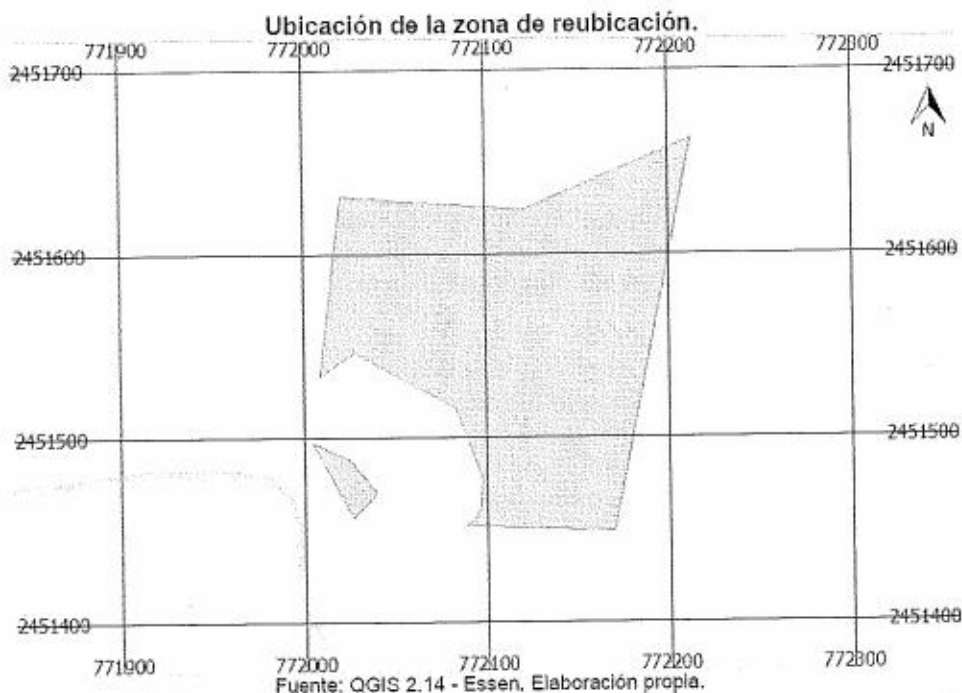 Ubicación de la zona de reubicación.
771900 772000 772100 772200 772300
2451700 2451700
N
2451600 2451600
2451500 2451500
2451400 2451400
771900 772000 772100 772200 772300
Fuente: QGIS 2.14 - Essen. Elaboración propia.